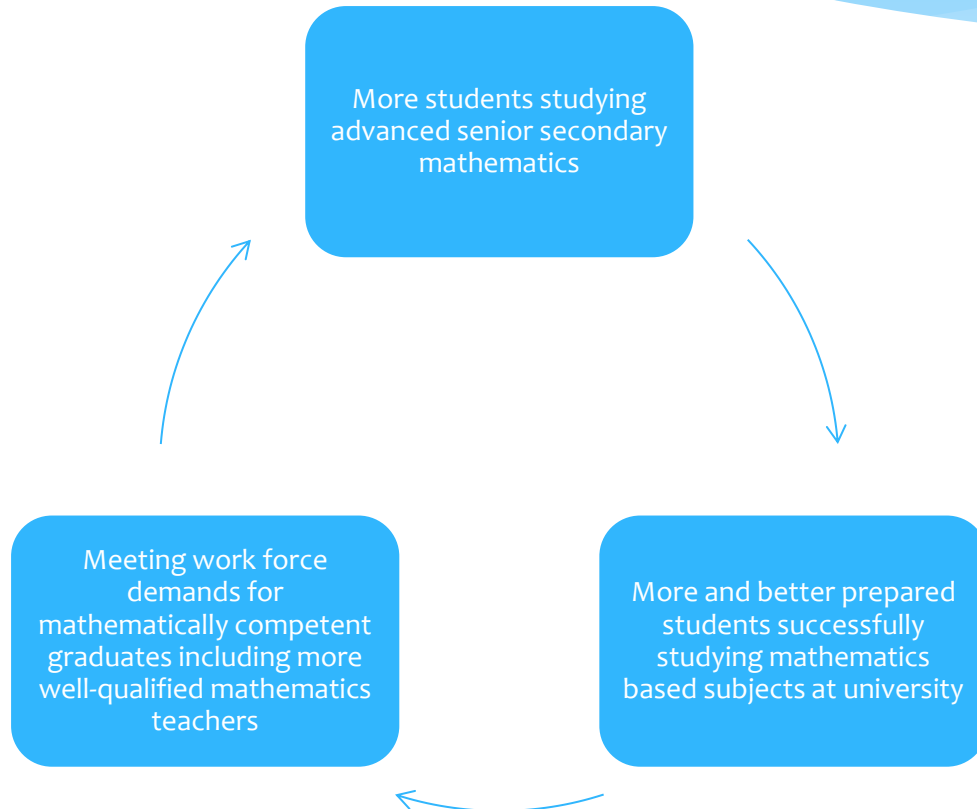 More students studying
advanced senior secondary
mathematics
More and better prepared
students successfully
studying mathematics
based subjects at university
Meeting work force
demands for
mathematically competent
graduates including more
well-qualified mathematics
teachers